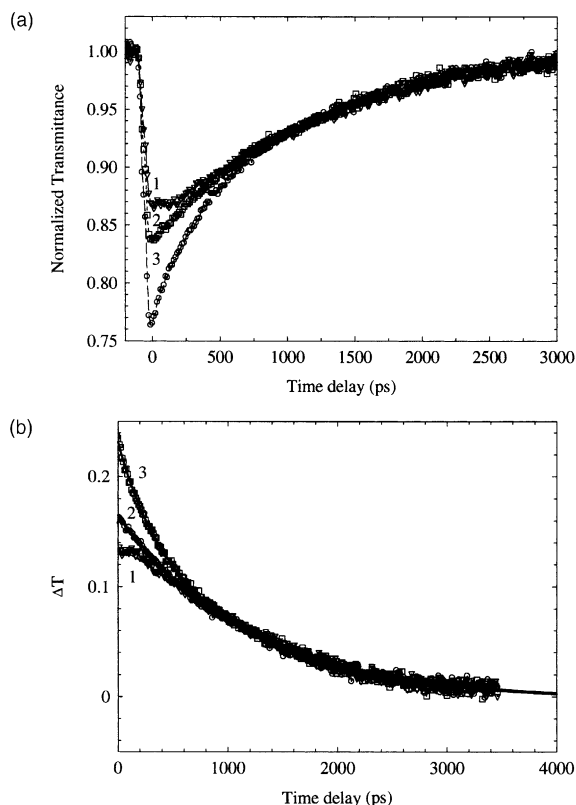 (a)
1.00
0.95
0.90
0.85
0.80
0.75
Normalized Transmittance
1
2
3
0 500 1000 1500 2000 2500 3000
Time delay (ps)
(b)
0.2
0.1
0
ΔT
3
2
1
0 1000 2000 3000 4000
Time delay (ps)